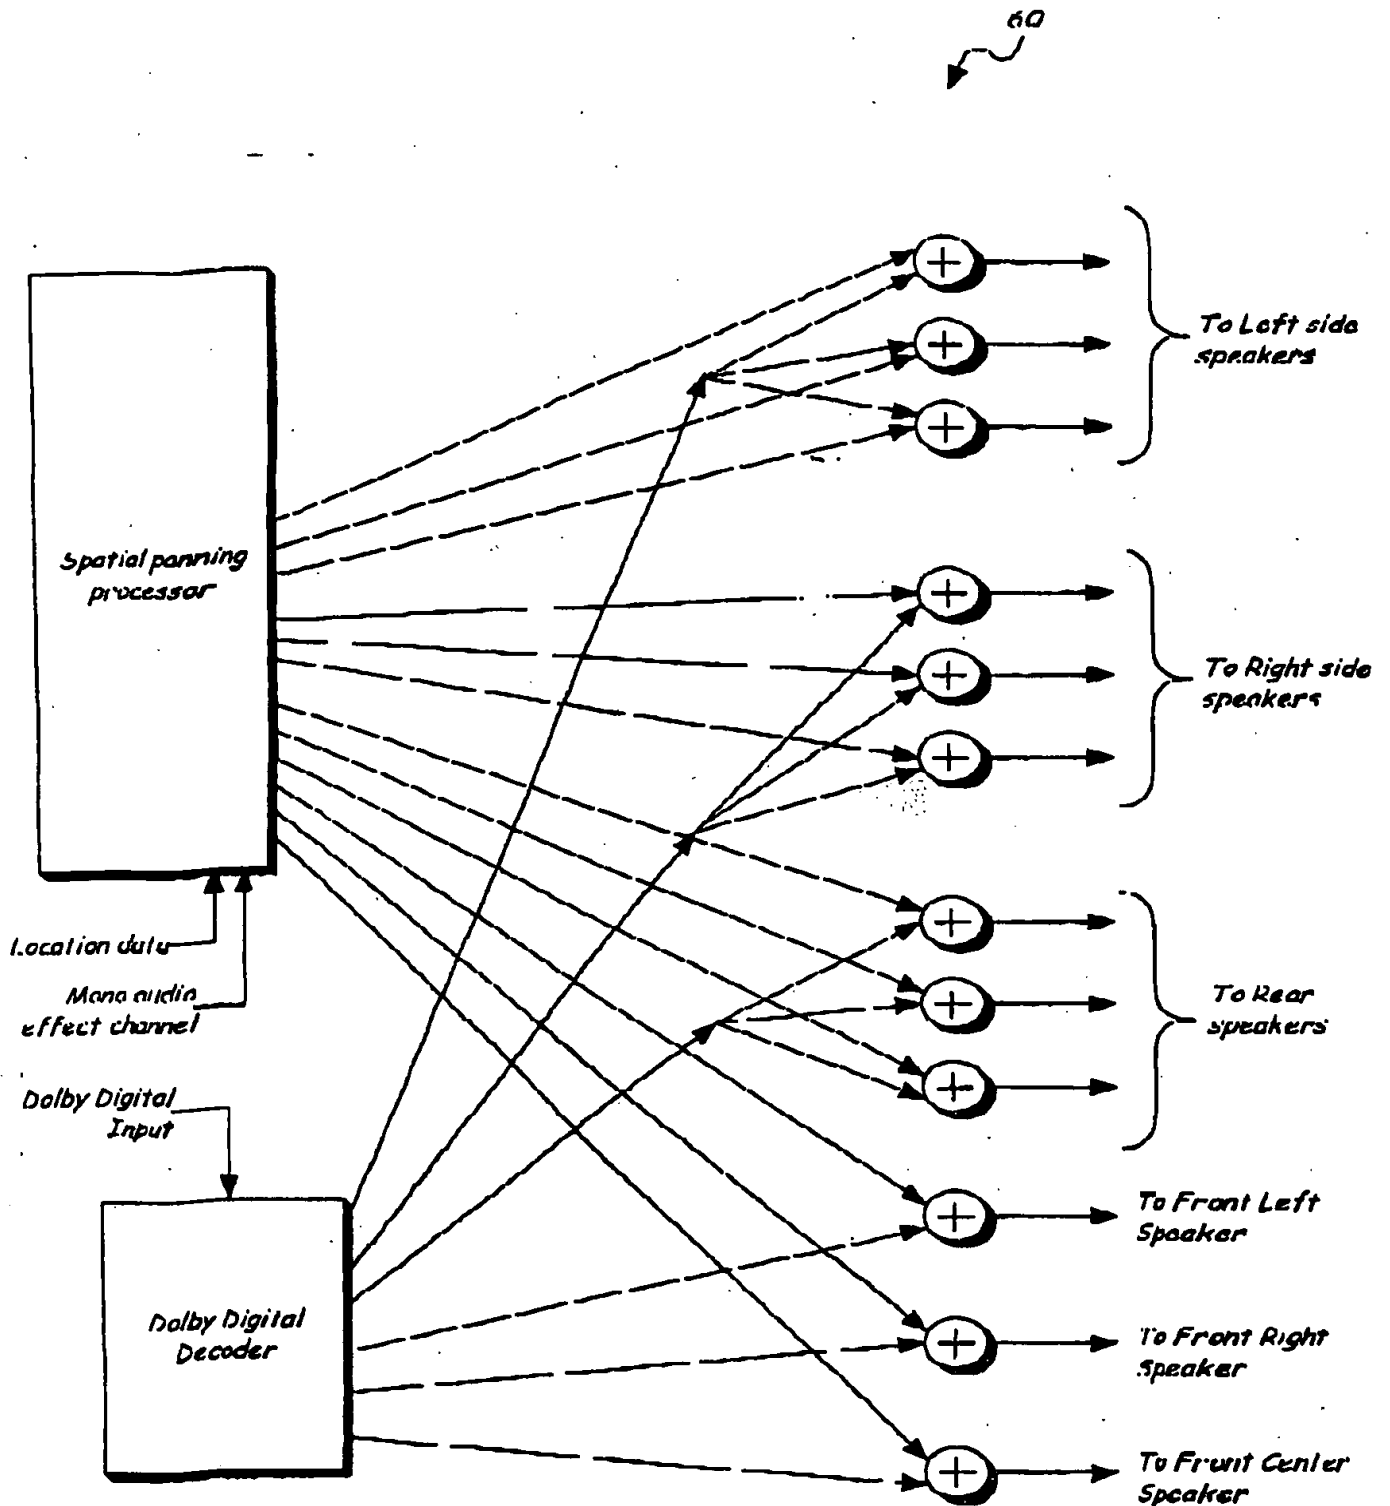 60
To Left side
speakers
Spatial panning
processor
To Right side
speakers
Location data
Mono audio
effect channel
To Rear
speakers
Dolby Digital
Input
To Front Left
Speaker
Dolby Digital
Decoder
To Front Right
Speaker
To Front Center
Speaker